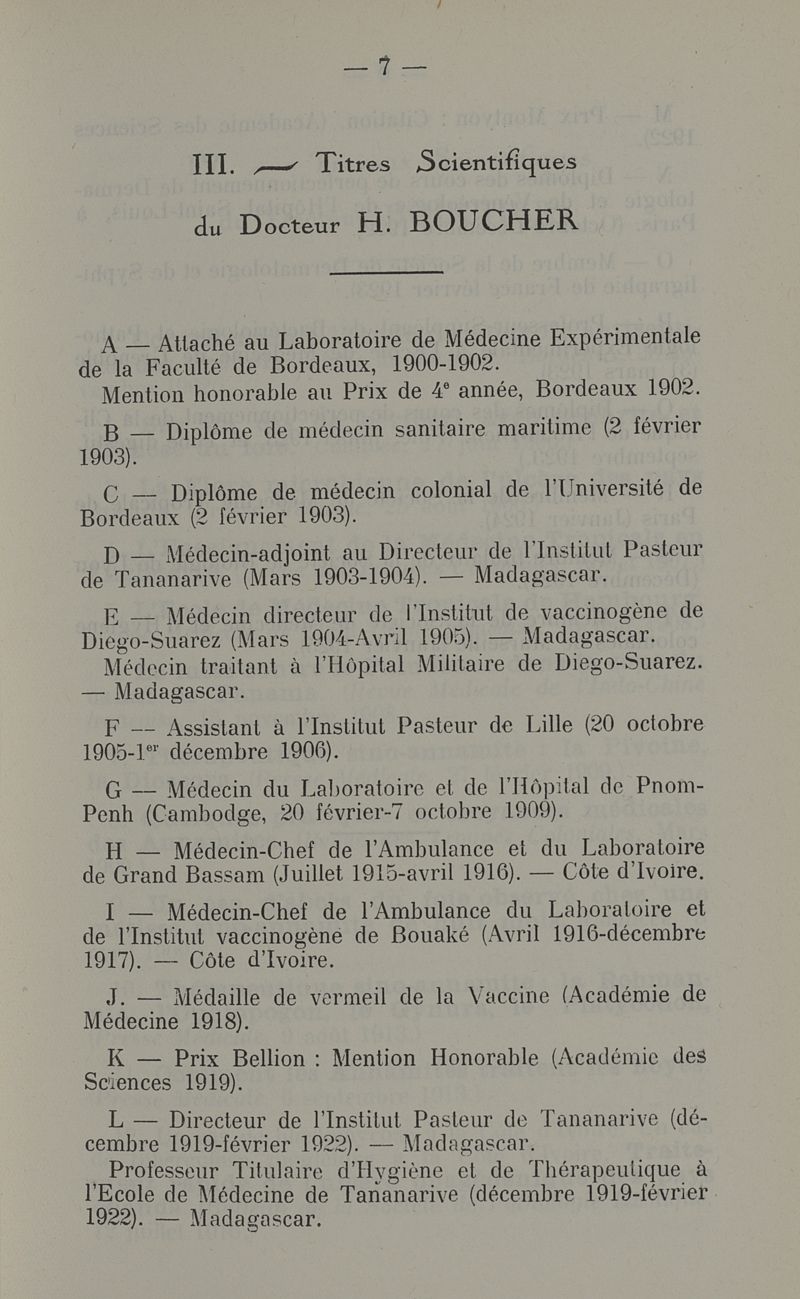 — 7 —
III. — Titres Scientifiques
du Docteur H. BOUCHER
A — Attaché au Laboratoire de Médecine Expérimentale
de la Faculté de Bordeaux, 1900-1902.
Mention honorable au Prix de 4e année, Bordeaux 1902.
B — Diplôme de médecin sanitaire maritime (2 février
1903).
C — Diplôme de médecin colonial de l'Université de
Bordeaux (2 février 1903).
D — Médecin-adjoint au Directeur de l'Institut Pasteur
de Tananarive (Mars 1903-1904). — Madagascar.
E — Médecin directeur de l'Institut de vaccinogène de
Diego-Suarez (Mars 1904-Avril 1905). — Madagascar.
Médecin traitant à l'Hôpital Militaire de Diego-Suarez.
— Madagascar.
F — Assistant à l'Institut Pasteur de Lille (20 octobre
1905-1er décembre 1906).
G — Médecin du Laboratoire et de l'Hôpital de Pnom-
Penh (Cambodge, 20 février-7 octobre 1909).
H — Médecin-Chef de l'Ambulance et du Laboratoire
de Grand Bassam (Juillet 1915-avril 1916). — Côte d'Ivoire.
I — Médecin-Chef de l'Ambulance du Laboratoire et
de l'Institut vaccinogène de Bouaké (Avril 1916-décembre
1917). — Côte d'Ivoire.
J. — Médaille de vermeil de la Vaccine (Académie de
Médecine 1918).
K — Prix Bellion : Mention Honorable (Académie des
Sciences 1919).
L — Directeur de l'Institut Pasteur de Tananarive (dé-
cembre 1919-février 1922). — Madagascar.
Professeur Titulaire d'Hygiène et de Thérapeutique à
l'Ecole de Médecine de Tananarive (décembre 1919-février
1922). — Madagascar.